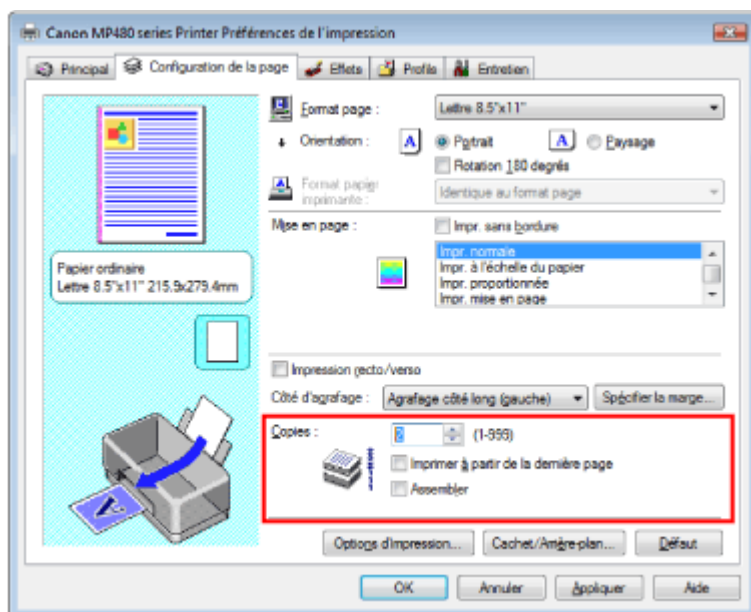 Canon MP480 series Printer Préférences de l'impression
Principal Configuration de la page Effets Profils Entretien
Format page : Lettre 8.5"x11"
Orientation : A Portrait A Paysage
Rotation 180 degrés
Format papier imprimante : Identique au format page
Mise en page : Impr. sans bordure
Impr. normale
Impr. à l'échelle du papier
Impr. proportionnée
Impr. mise en page
Papier ordinaire
Lettre 8.5"x11" 215.9x279.4mm
Impression recto/verso
Côté d'agrafage : Agrafage côté long (gauche) Spécifier la marge...
Copies : 2 (1-999)
Imprimer à partir de la dernière page
Assembler
Options d'impression... Cachet/Arrière-plan... Défaut
OK Annuler Appliquer Aide